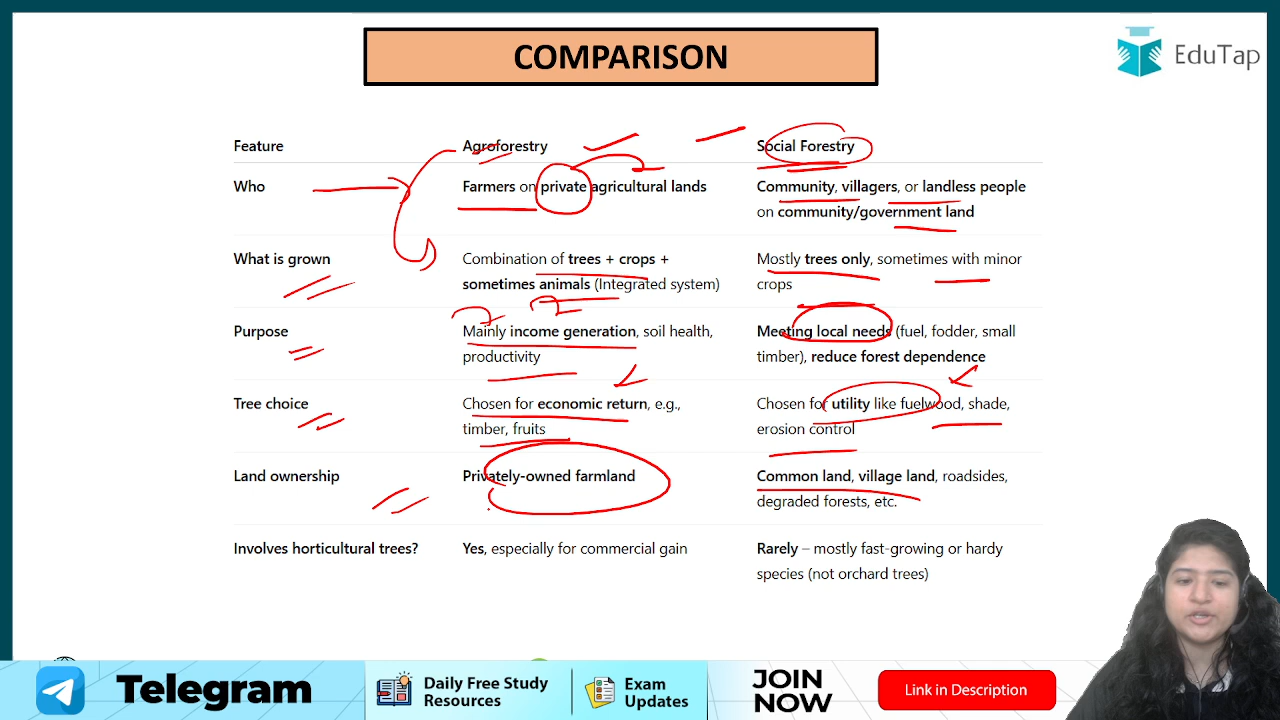 COMPARISON
EduTap
Feature
Agroforestry
Social Forestry
Who
Farmers on private agricultural lands
Community, villagers, or landless people
on community/government land
What is grown
Combination of trees + crops +
sometimes animals (Integrated system)
Mostly trees only, sometimes with minor
crops
Purpose
Mainly income generation, soil health,
productivity
Meeting local needs (fuel, fodder, small
timber), reduce forest dependence
Tree choice
Chosen for economic return, e.g.,
timber, fruits
Chosen for utility like fuelwood, shade,
erosion control
Land ownership
Privately-owned farmland
Common land, village land, roadsides,
degraded forests, etc.
Involves horticultural trees?
Yes, especially for commercial gain
Rarely – mostly fast-growing or hardy
species (not orchard trees)
Telegram
Daily Free Study
Resources
Exam
Updates
JOIN
NOW
Link in Description